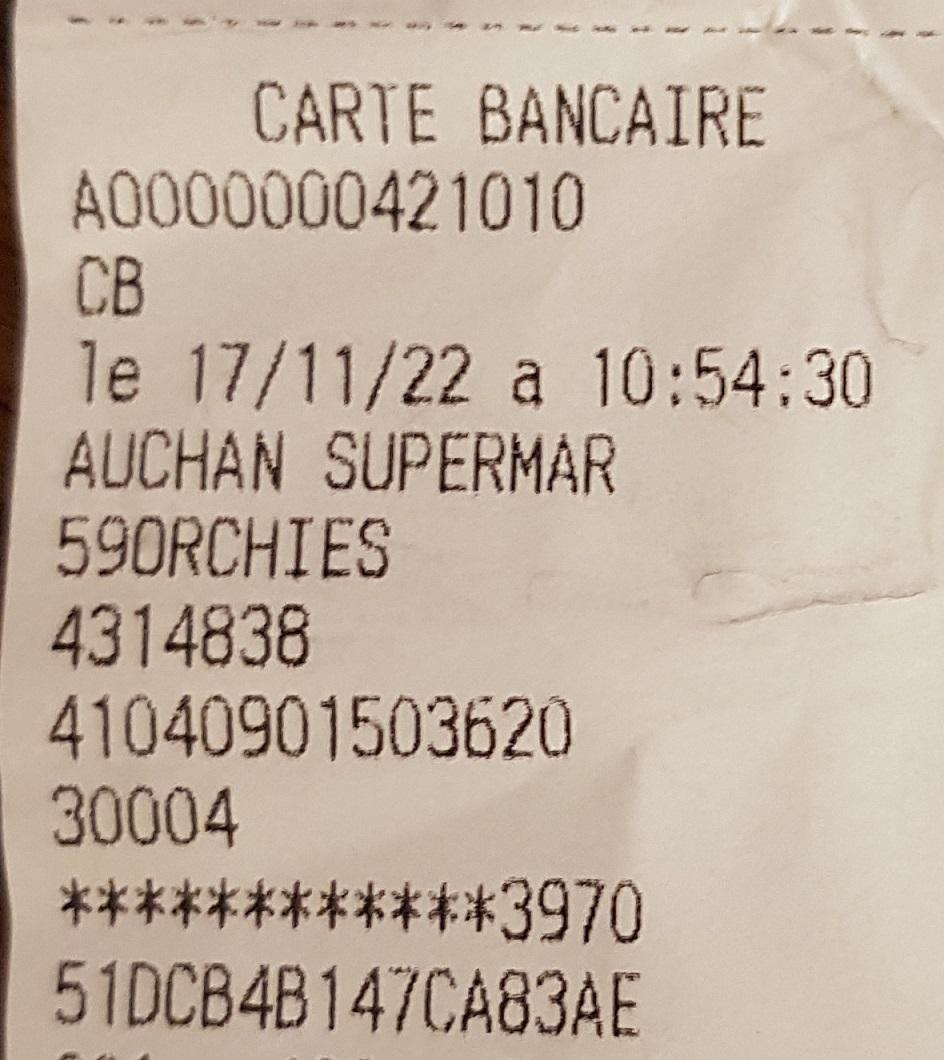 CARTE BANCAIRE
A0000000421010
CB
le 17/11/22 a 10:54:30
AUCHAN SUPERMAR
59ORCHIES
4314838
41040901503620
30004
************3970
51DCB4B147CA83AE